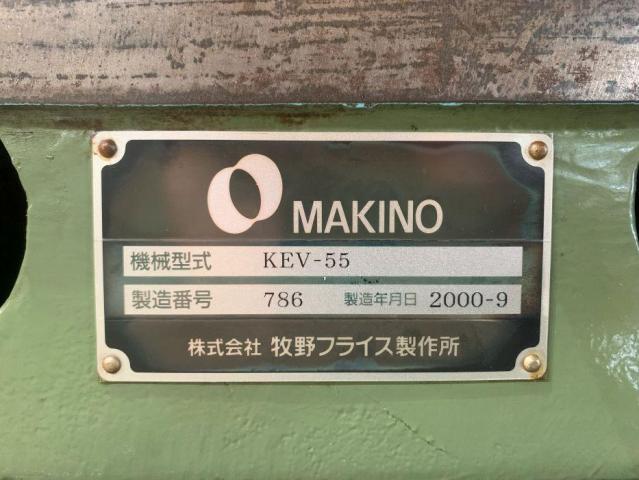 MAKINO
機械型式 KEV-55
製造番号 786 製造年月日 2000-9
株式会社 牧野フライス製作所